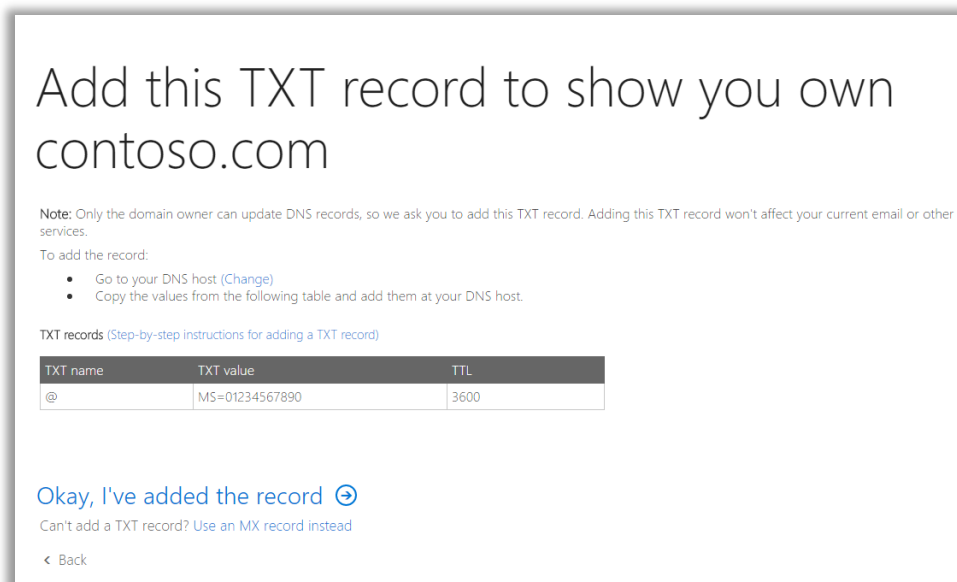 Add this TXT record to show you own
contoso.com
Note: Only the domain owner can update DNS records, so we ask you to add this TXT record. Adding this TXT record won't affect your current email or other
services.
To add the record:
• Go to your DNS host (Change)
• Copy the values from the following table and add them at your DNS host.
TXT records (Step-by-step instructions for adding a TXT record)
TXT name TXT value TTL
@ MS=01234567890 3600
Okay, I've added the record
Can't add a TXT record? Use an MX record instead
< Back